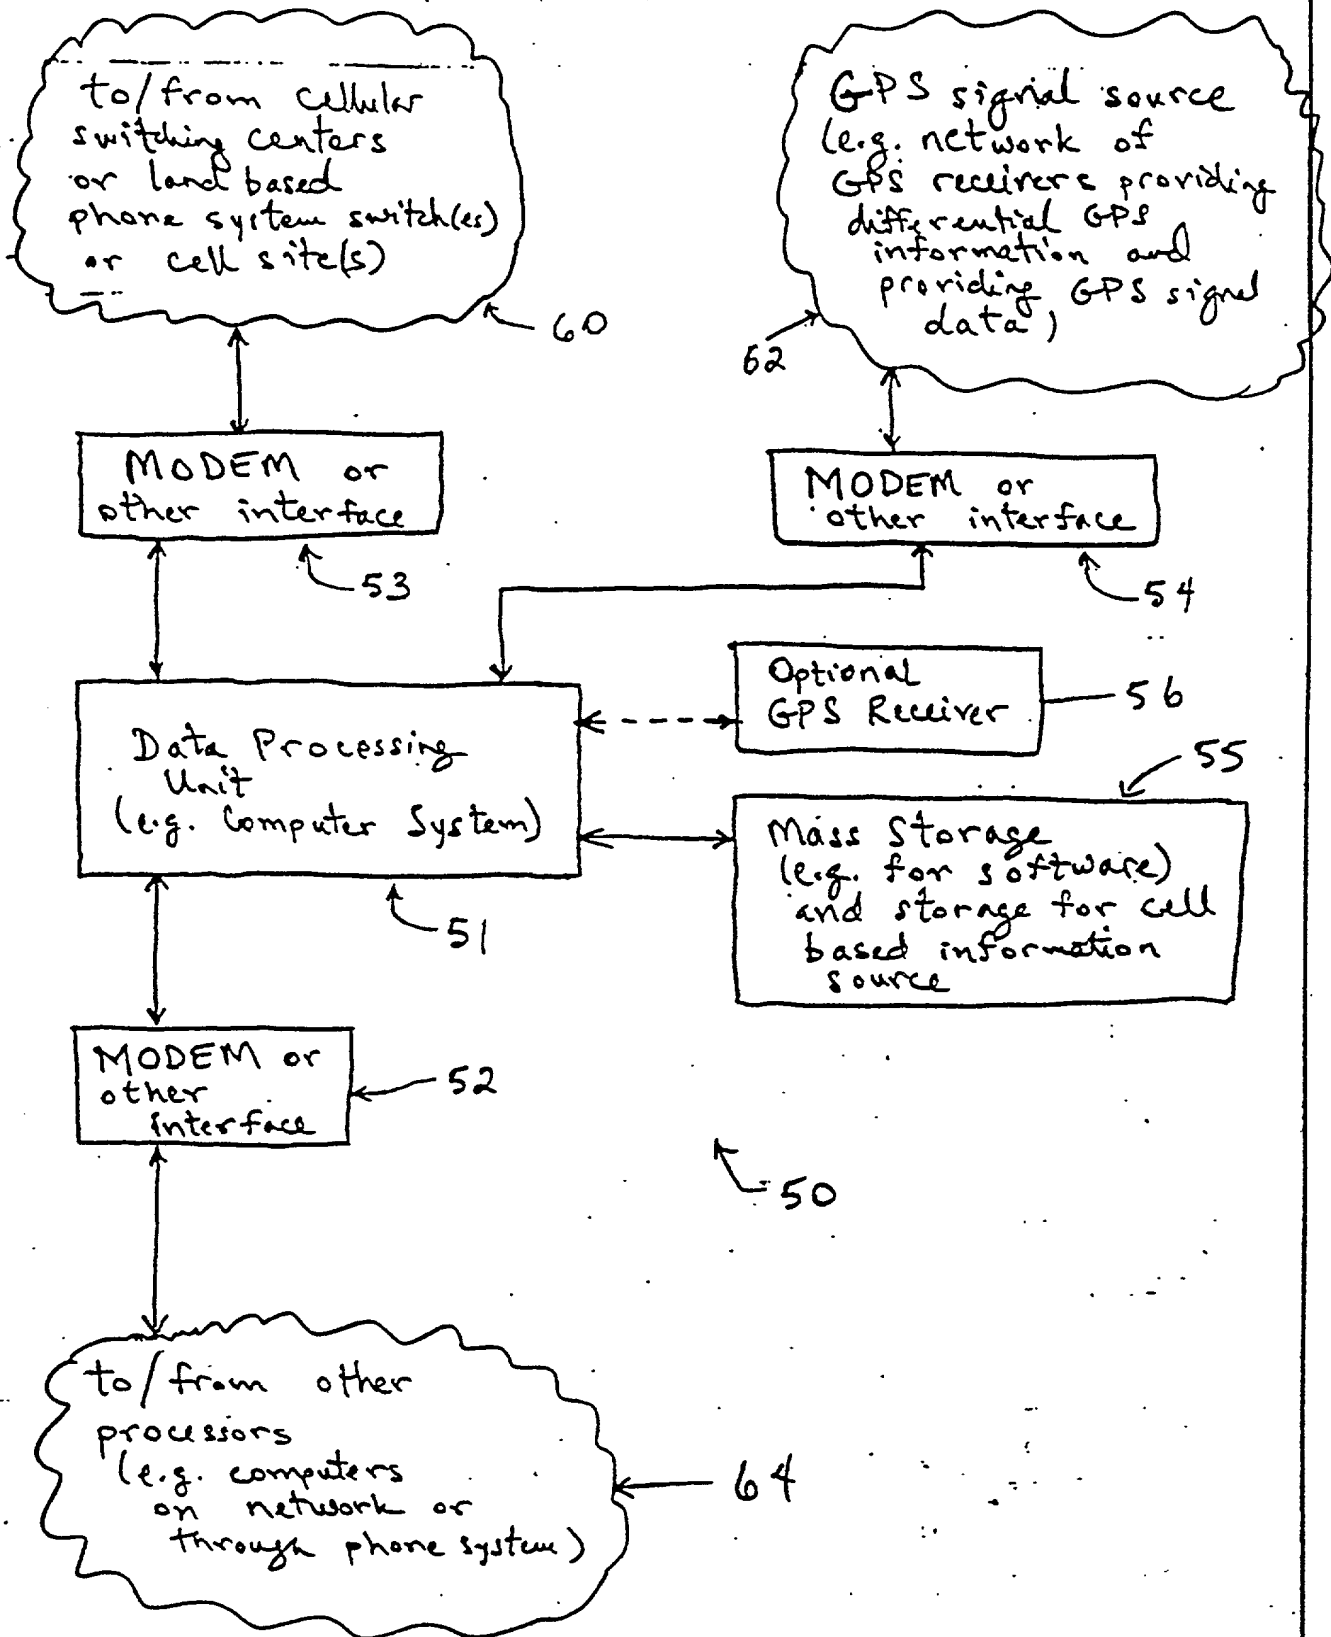 to/from cellular
switching centers
or land based
phone system switch(es)
or cell site(s)
60
GPS signal source
(e.g. network of
GPS receivers providing
differential GPS
information and
providing GPS signal
data)
62
MODEM or
other interface
53
MODEM or
other interface
54
Optional
GPS Receiver
56
Data Processing
Unit
(e.g. Computer System)
51
55
Mass Storage
(e.g. for software)
and storage for cell
based information
source
MODEM or
other
interface
52
50
to/from other
processors
(e.g. computers
on network or
through phone system)
64